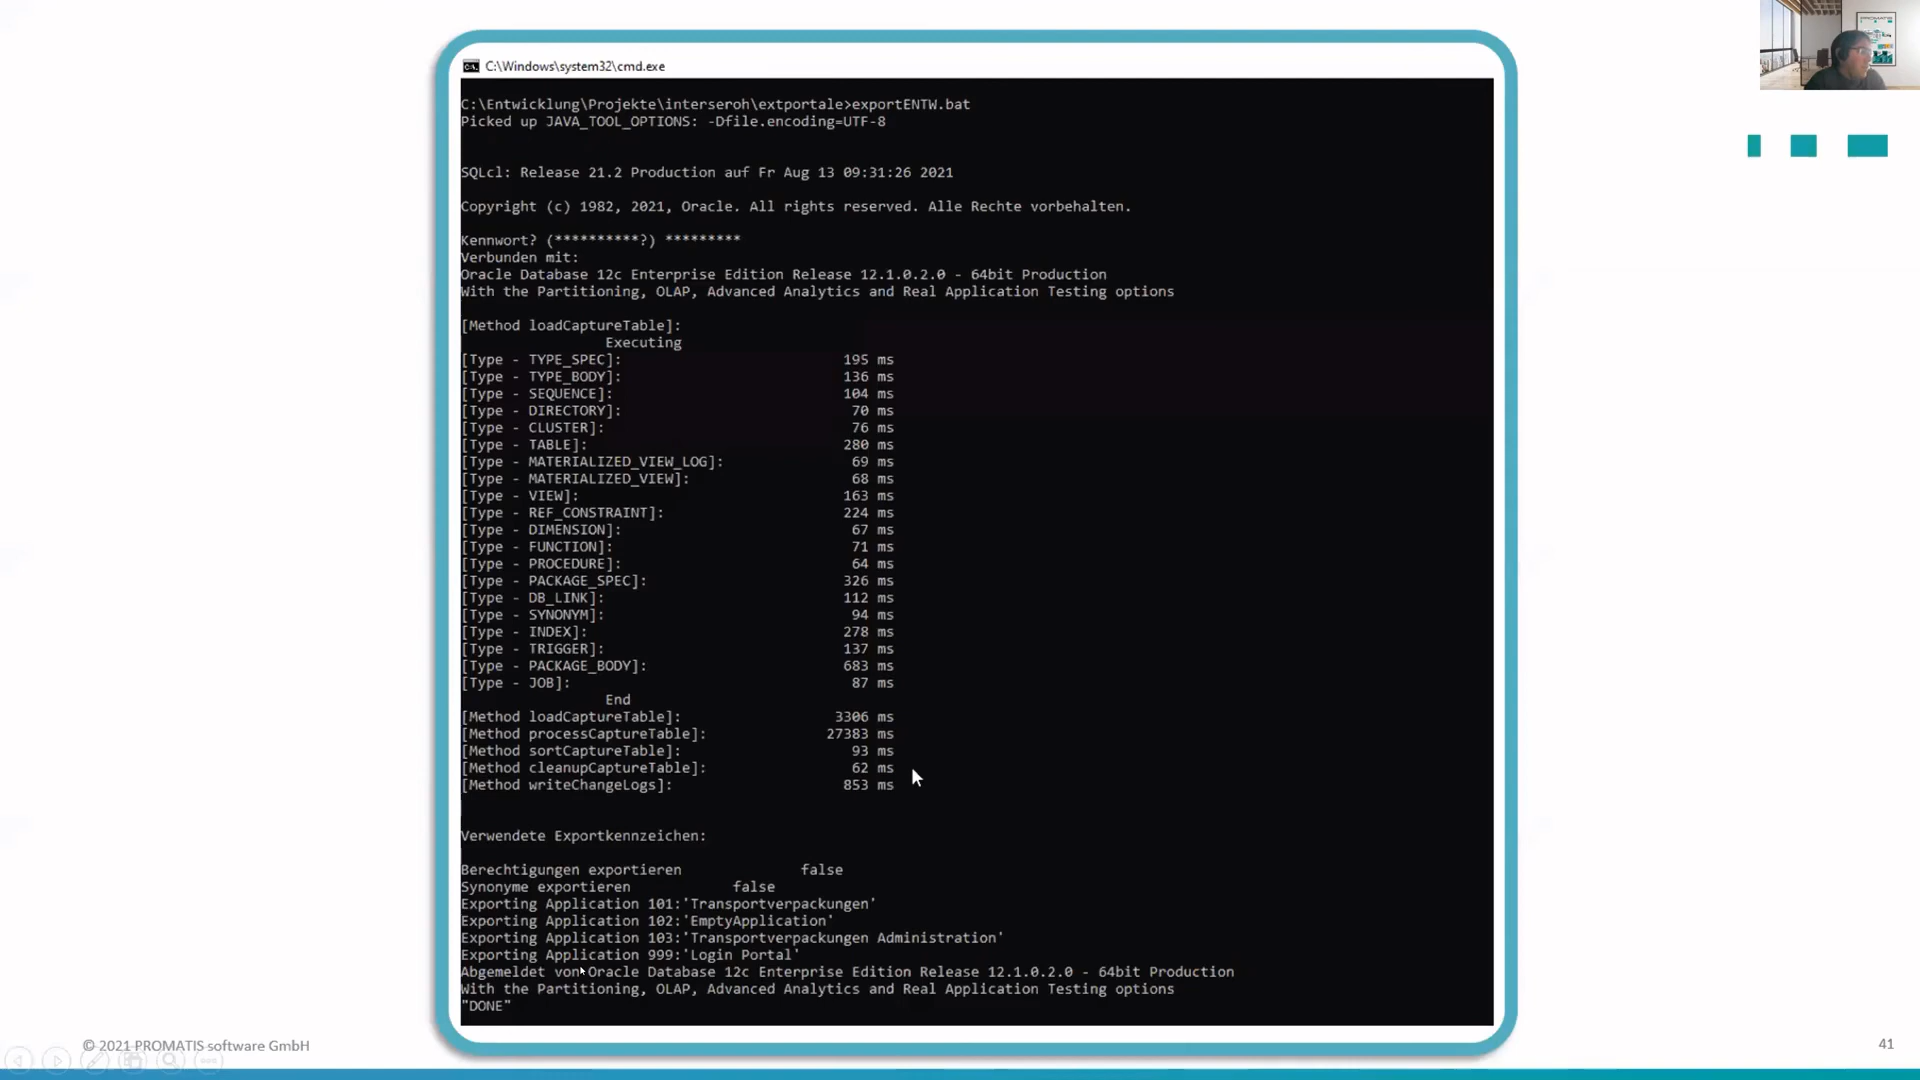 PROMATIS
C:\Windows\system32\cmd.exe
C:\Entwicklung\Projekte\interseroh\extportale>exportENTW.bat
Picked up JAVA_TOOL_OPTIONS: -Dfile.encoding=UTF-8
SQLcl: Release 21.2 Production auf Fr Aug 13 09:31:26 2021
Copyright (c) 1982, 2021, Oracle. All rights reserved. Alle Rechte vorbehalten.
Kennwort? (**********?) *********
Verbunden mit:
Oracle Database 12c Enterprise Edition Release 12.1.0.2.0 - 64bit Production
With the Partitioning, OLAP, Advanced Analytics and Real Application Testing options
[Method loadCaptureTable]:
Executing
[Type - TYPE_SPEC]: 195 ms
[Type - TYPE_BODY]: 136 ms
[Type - SEQUENCE]: 104 ms
[Type - DIRECTORY]: 70 ms
[Type - CLUSTER]: 76 ms
[Type - TABLE]: 280 ms
[Type - MATERIALIZED_VIEW_LOG]: 69 ms
[Type - MATERIALIZED_VIEW]: 68 ms
[Type - VIEW]: 163 ms
[Type - REF_CONSTRAINT]: 224 ms
[Type - DIMENSION]: 67 ms
[Type - FUNCTION]: 71 ms
[Type - PROCEDURE]: 64 ms
[Type - PACKAGE_SPEC]: 326 ms
[Type - DB_LINK]: 112 ms
[Type - SYNONYM]: 94 ms
[Type - INDEX]: 278 ms
[Type - TRIGGER]: 137 ms
[Type - PACKAGE_BODY]: 683 ms
[Type - JOB]: 87 ms
End
[Method loadCaptureTable]: 3306 ms
[Method processCaptureTable]: 27383 ms
[Method sortCaptureTable]: 93 ms
[Method cleanupCaptureTable]: 62 ms
[Method writeChangeLogs]: 853 ms
Verwendete Exportkennzeichen:
Berechtigungen exportieren false
Synonyme exportieren false
Exporting Application 101:'Transportverpackungen'
Exporting Application 102:'EmptyApplication'
Exporting Application 103:'Transportverpackungen Administration'
Exporting Application 999:'Login Portal'
Abgemeldet von Oracle Database 12c Enterprise Edition Release 12.1.0.2.0 - 64bit Production
With the Partitioning, OLAP, Advanced Analytics and Real Application Testing options
"DONE"
© 2021 PROMATIS software GmbH
41